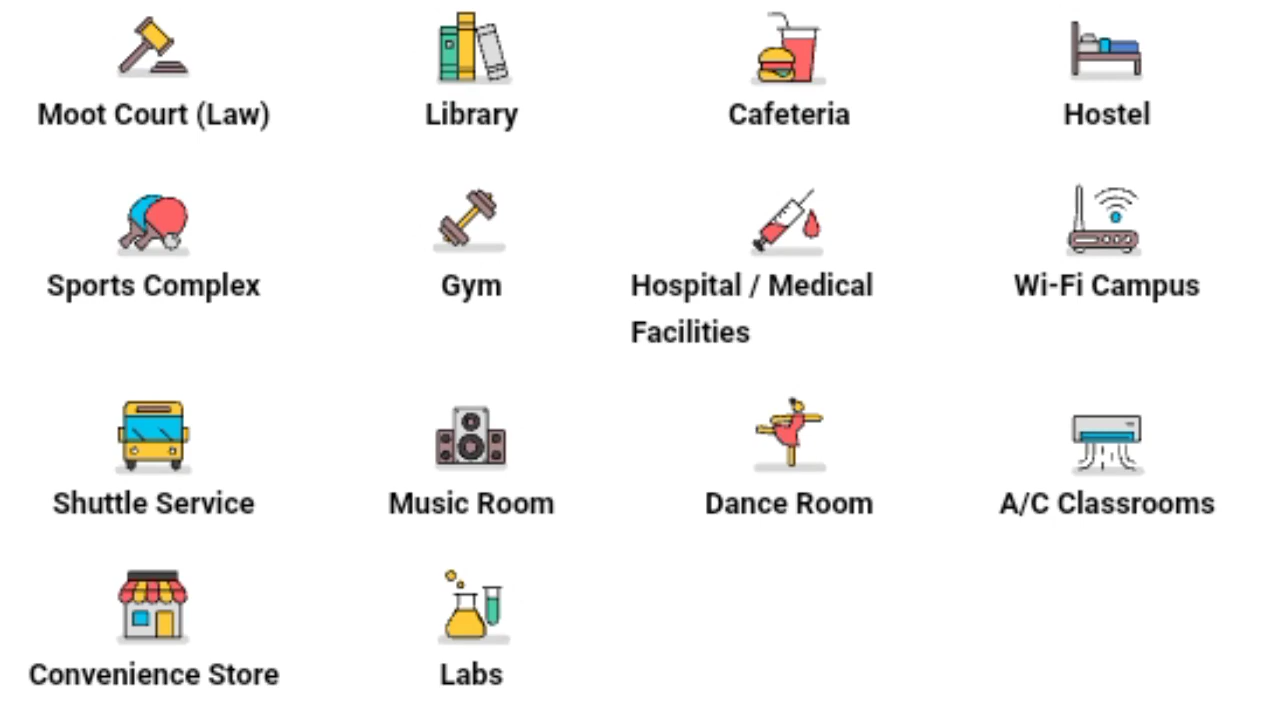 Moot Court (Law)
Library
Cafeteria
Hostel
Sports Complex
Gym
Hospital / Medical
Facilities
Wi-Fi Campus
Shuttle Service
Music Room
Dance Room
A/C Classrooms
Convenience Store
Labs